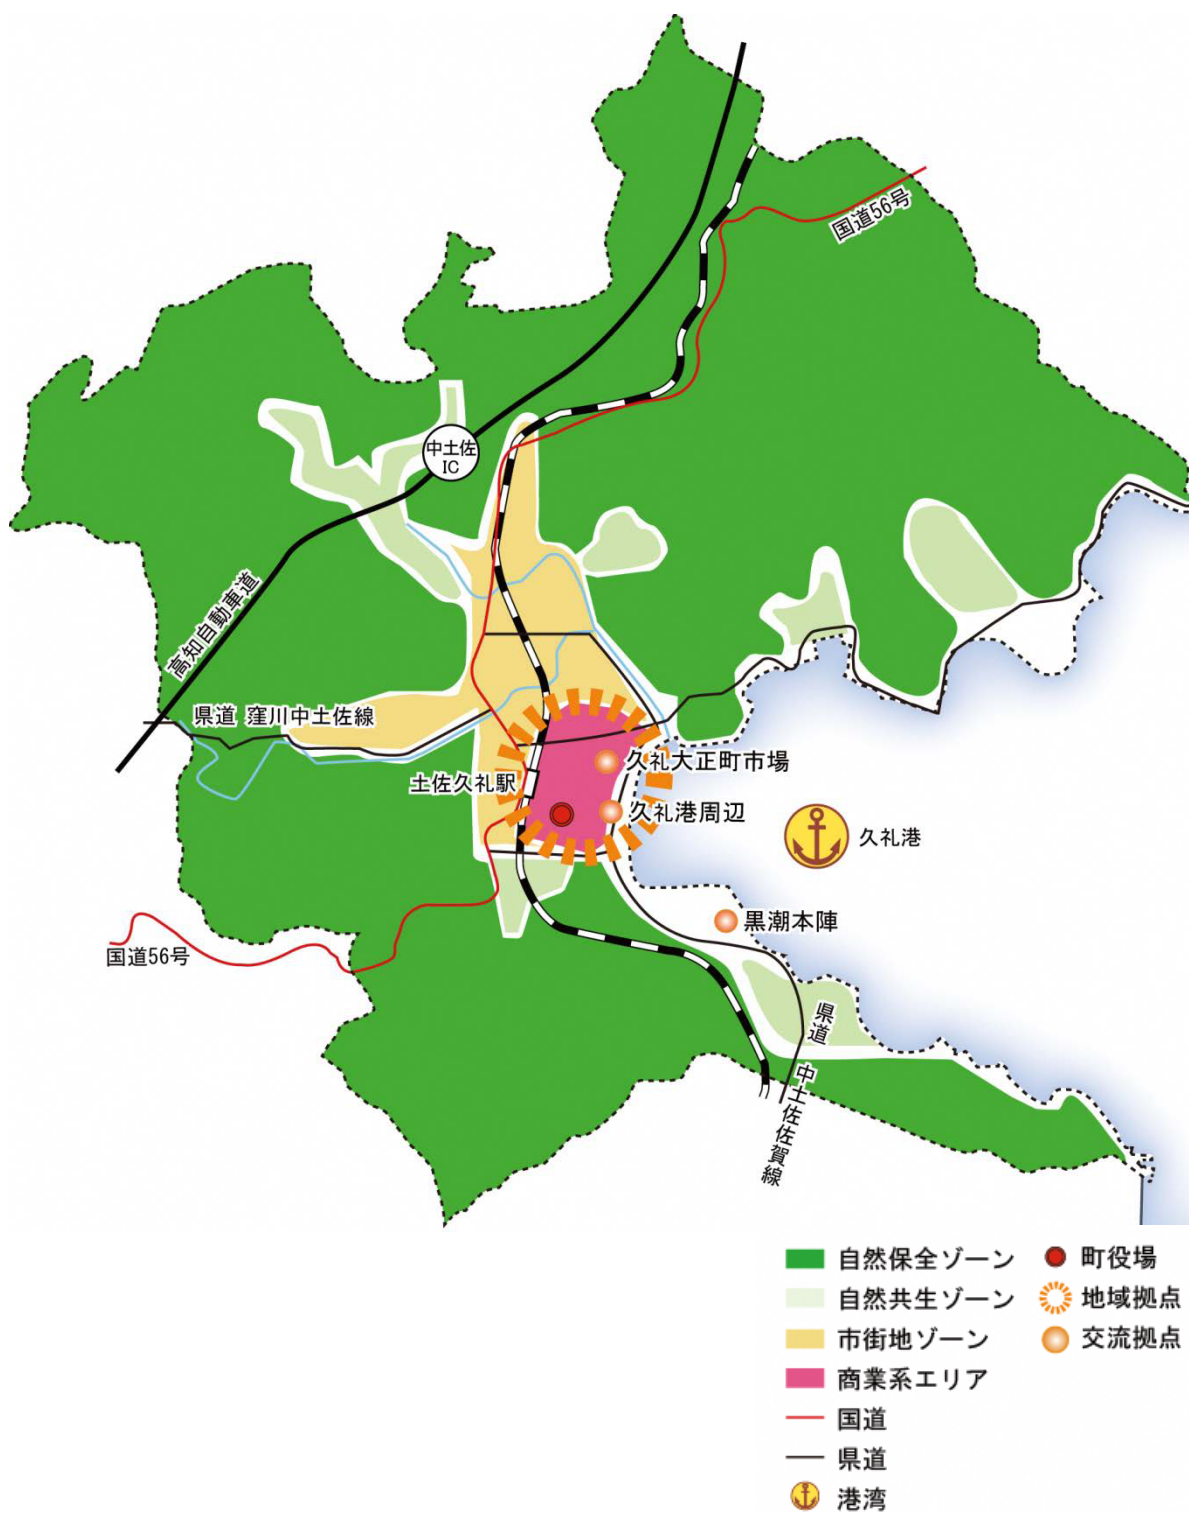 国道56号
中土佐
IC
高知自動車道
県道 窪川中土佐線
久礼大正町市場
土佐久礼駅
久礼港周辺
久礼港
黒潮本陣
国道56号
県道
中土佐佐賀線
自然保全ゾーン
町役場
自然共生ゾーン
地域拠点
市街地ゾーン
交流拠点
商業系エリア
国道
県道
港湾